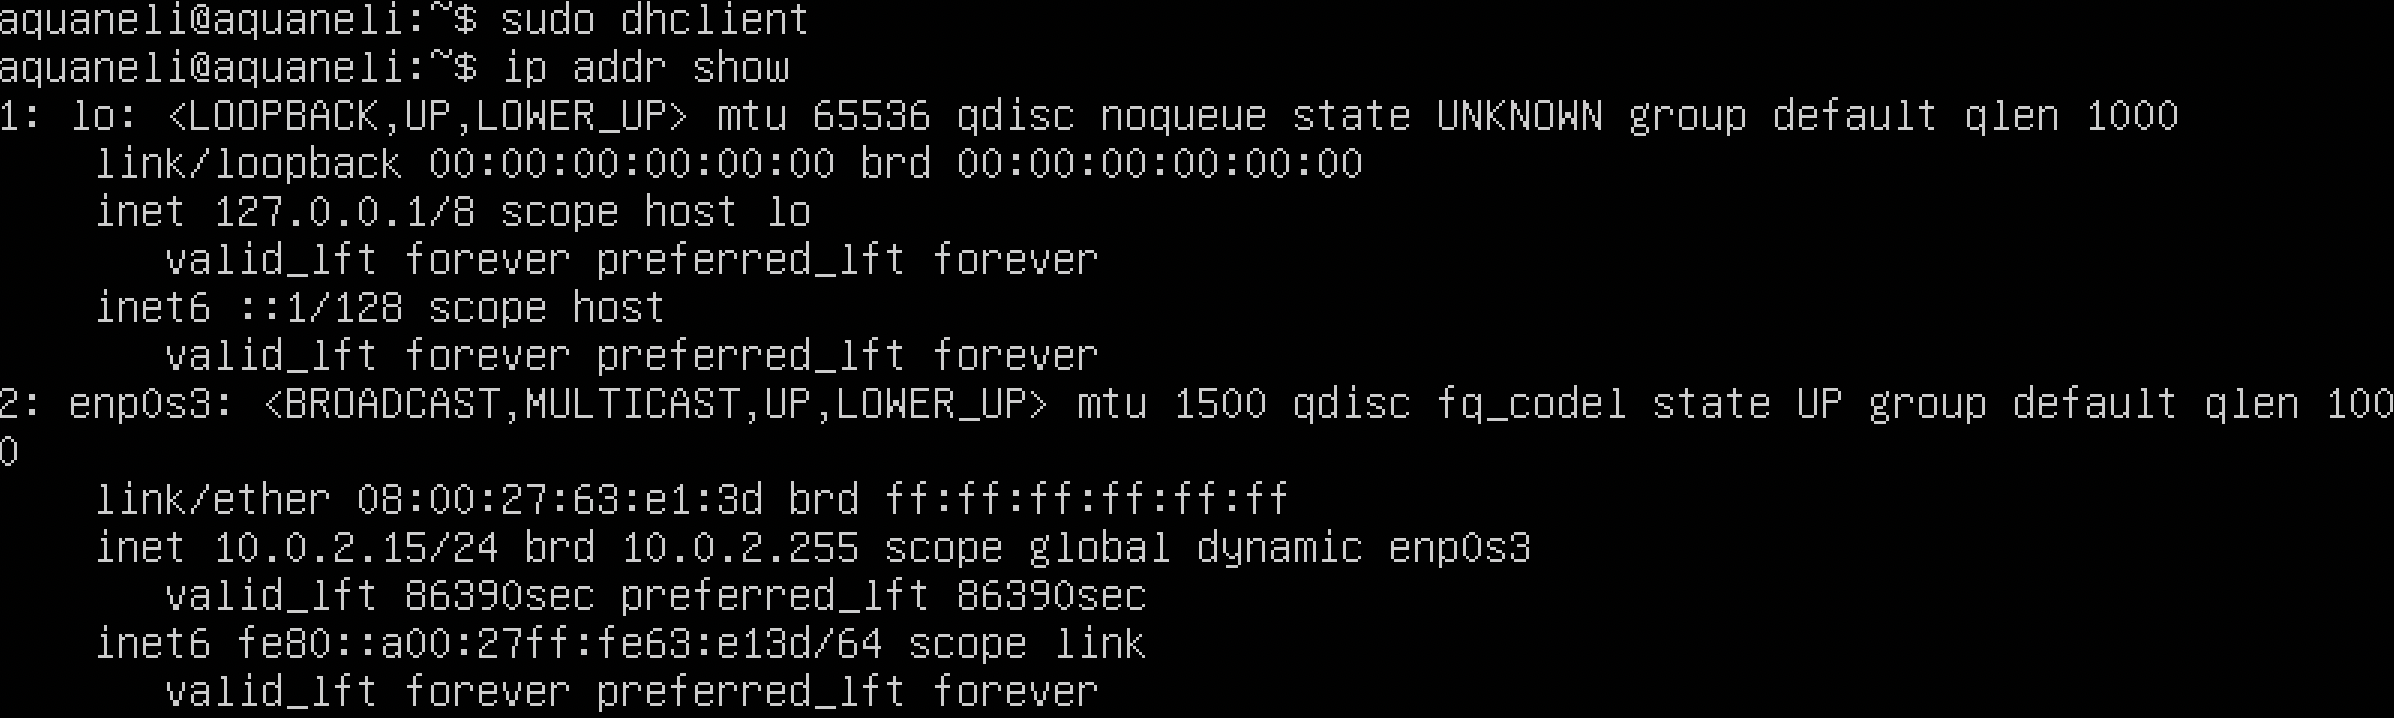 aquaneli@aquaneli:~$ sudo dhclient
aquaneli@aquaneli:~$ ip addr show
1: lo: <LOOPBACK,UP,LOWER_UP> mtu 65536 qdisc noqueue state UNKNOWN group default qlen 1000
    link/loopback 00:00:00:00:00:00 brd 00:00:00:00:00:00
    inet 127.0.0.1/8 scope host lo
       valid_lft forever preferred_lft forever
    inet6 ::1/128 scope host
       valid_lft forever preferred_lft forever
2: enp0s3: <BROADCAST,MULTICAST,UP,LOWER_UP> mtu 1500 qdisc fq_codel state UP group default qlen 100
0
    link/ether 08:00:27:63:e1:3d brd ff:ff:ff:ff:ff:ff
    inet 10.0.2.15/24 brd 10.0.2.255 scope global dynamic enp0s3
       valid_lft 86390sec preferred_lft 86390sec
    inet6 fe80::a00:27ff:fe63:e13d/64 scope link
       valid_lft forever preferred_lft forever